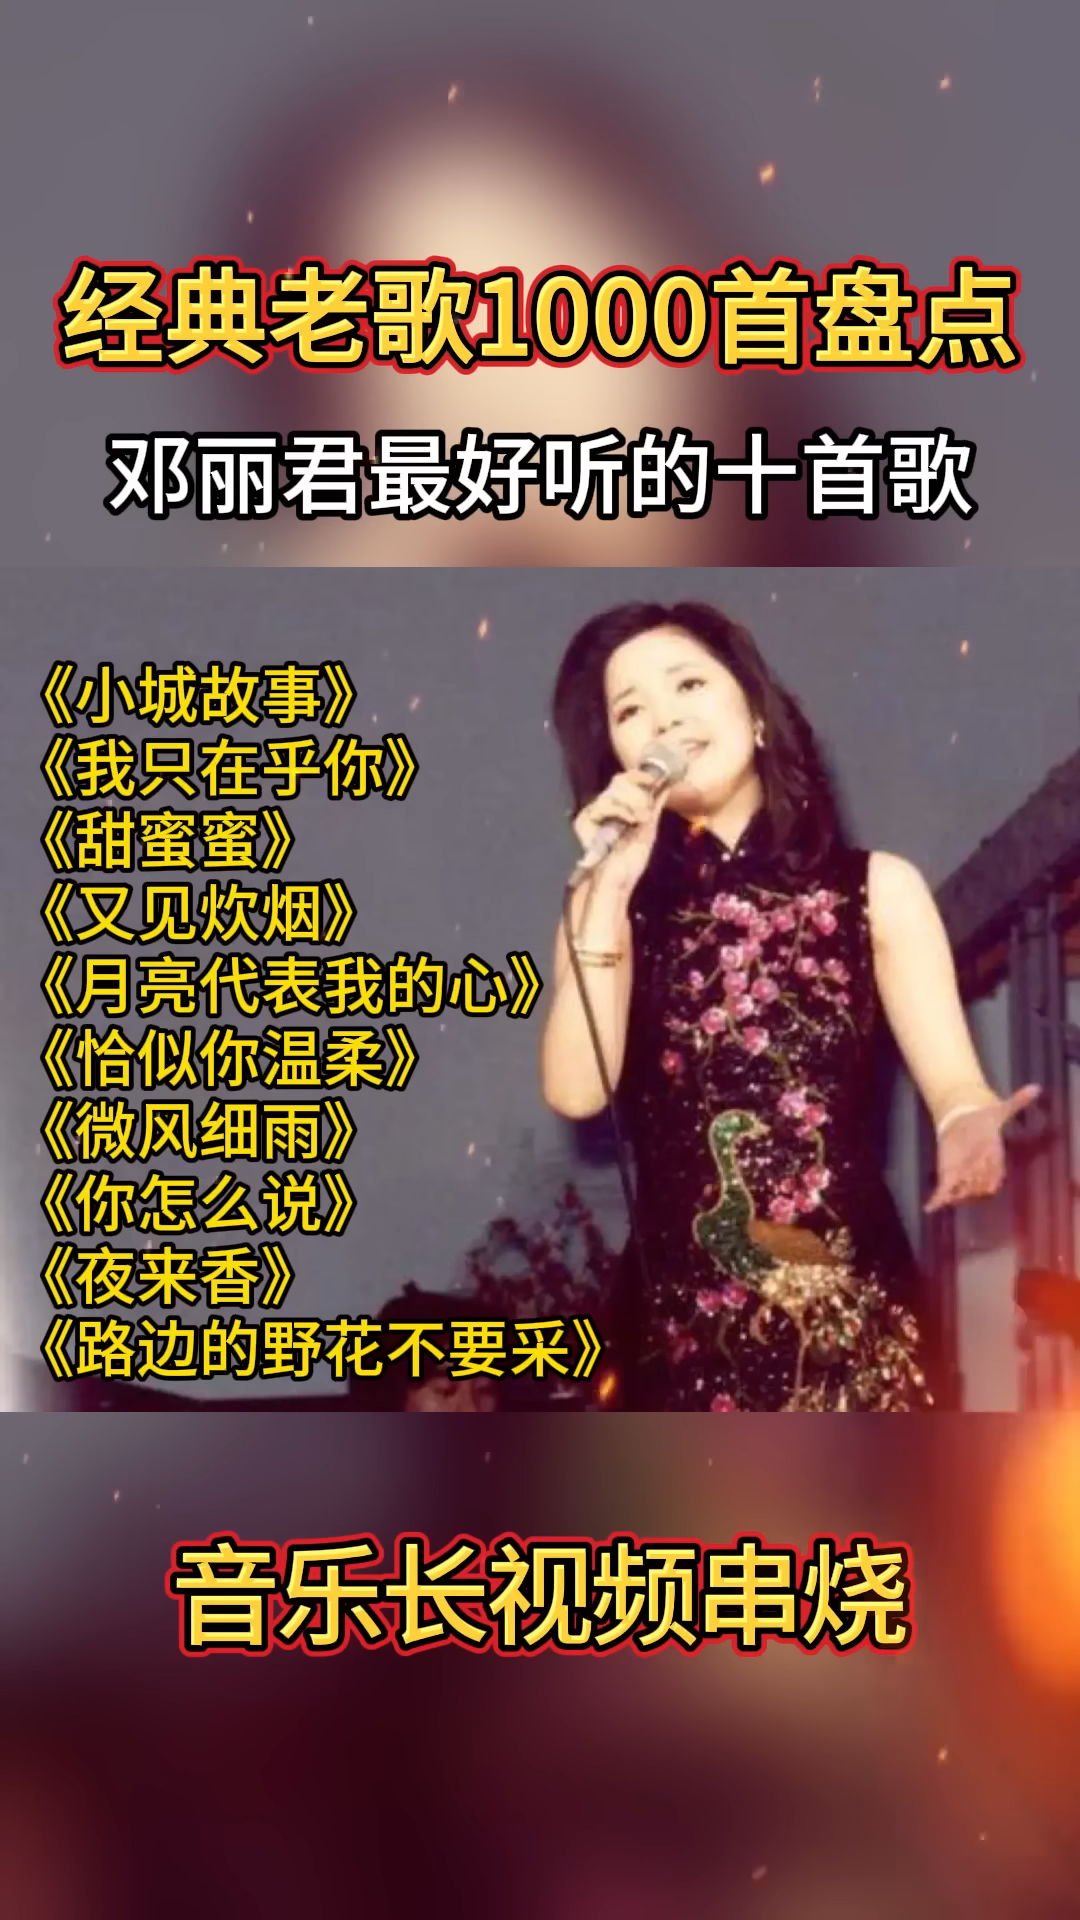 经典老歌1000首盘点
邓丽君最好听的十首歌
《小城故事》
《我只在乎你》
《甜蜜蜜》
《又见炊烟》
《月亮代表我的心》
《恰似你温柔》
《微风细雨》
《你怎么说》
《夜来香》
《路边的野花不要采》
音乐长视频串烧